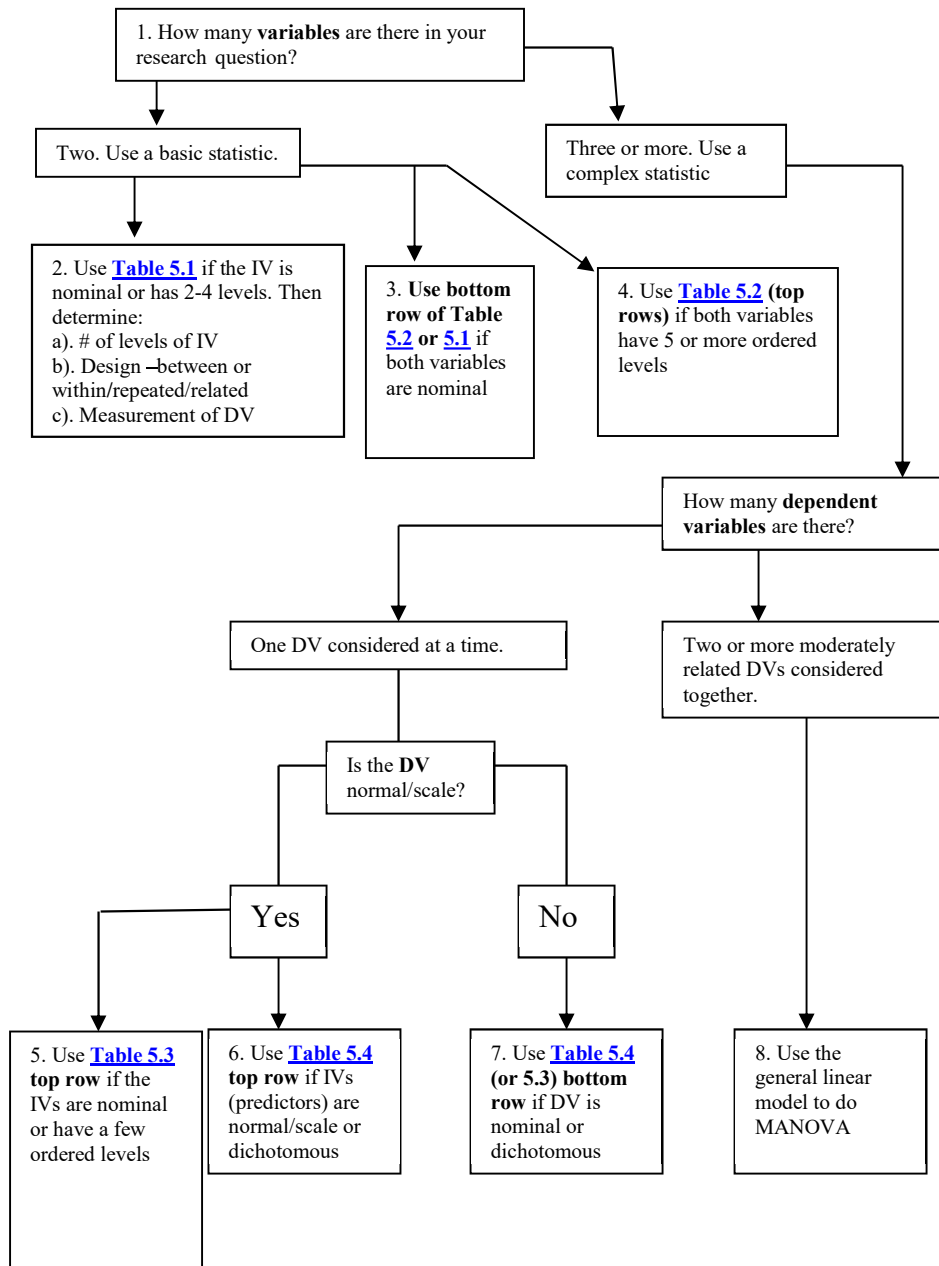 1. How many variables are there in your
research question?
Two. Use a basic statistic.
Three or more. Use a
complex statistic
2. Use Table 5.1 if the IV is
nominal or has 2-4 levels. Then
determine:
a). # of levels of IV
b). Design –between or
within/repeated/related
c). Measurement of DV
3. Use bottom
row of Table
5.2 or 5.1 if
both variables
are nominal
4. Use Table 5.2 (top
rows) if both variables
have 5 or more ordered
levels
How many dependent
variables are there?
One DV considered at a time.
Two or more moderately
related DVs considered
together.
Is the DV
normal/scale?
Yes
No
5. Use Table 5.3
top row if the
IVs are nominal
or have a few
ordered levels
6. Use Table 5.4
top row if IVs
(predictors) are
normal/scale or
dichotomous
7. Use Table 5.4
(or 5.3) bottom
row if DV is
nominal or
dichotomous
8. Use the
general linear
model to do
MANOVA